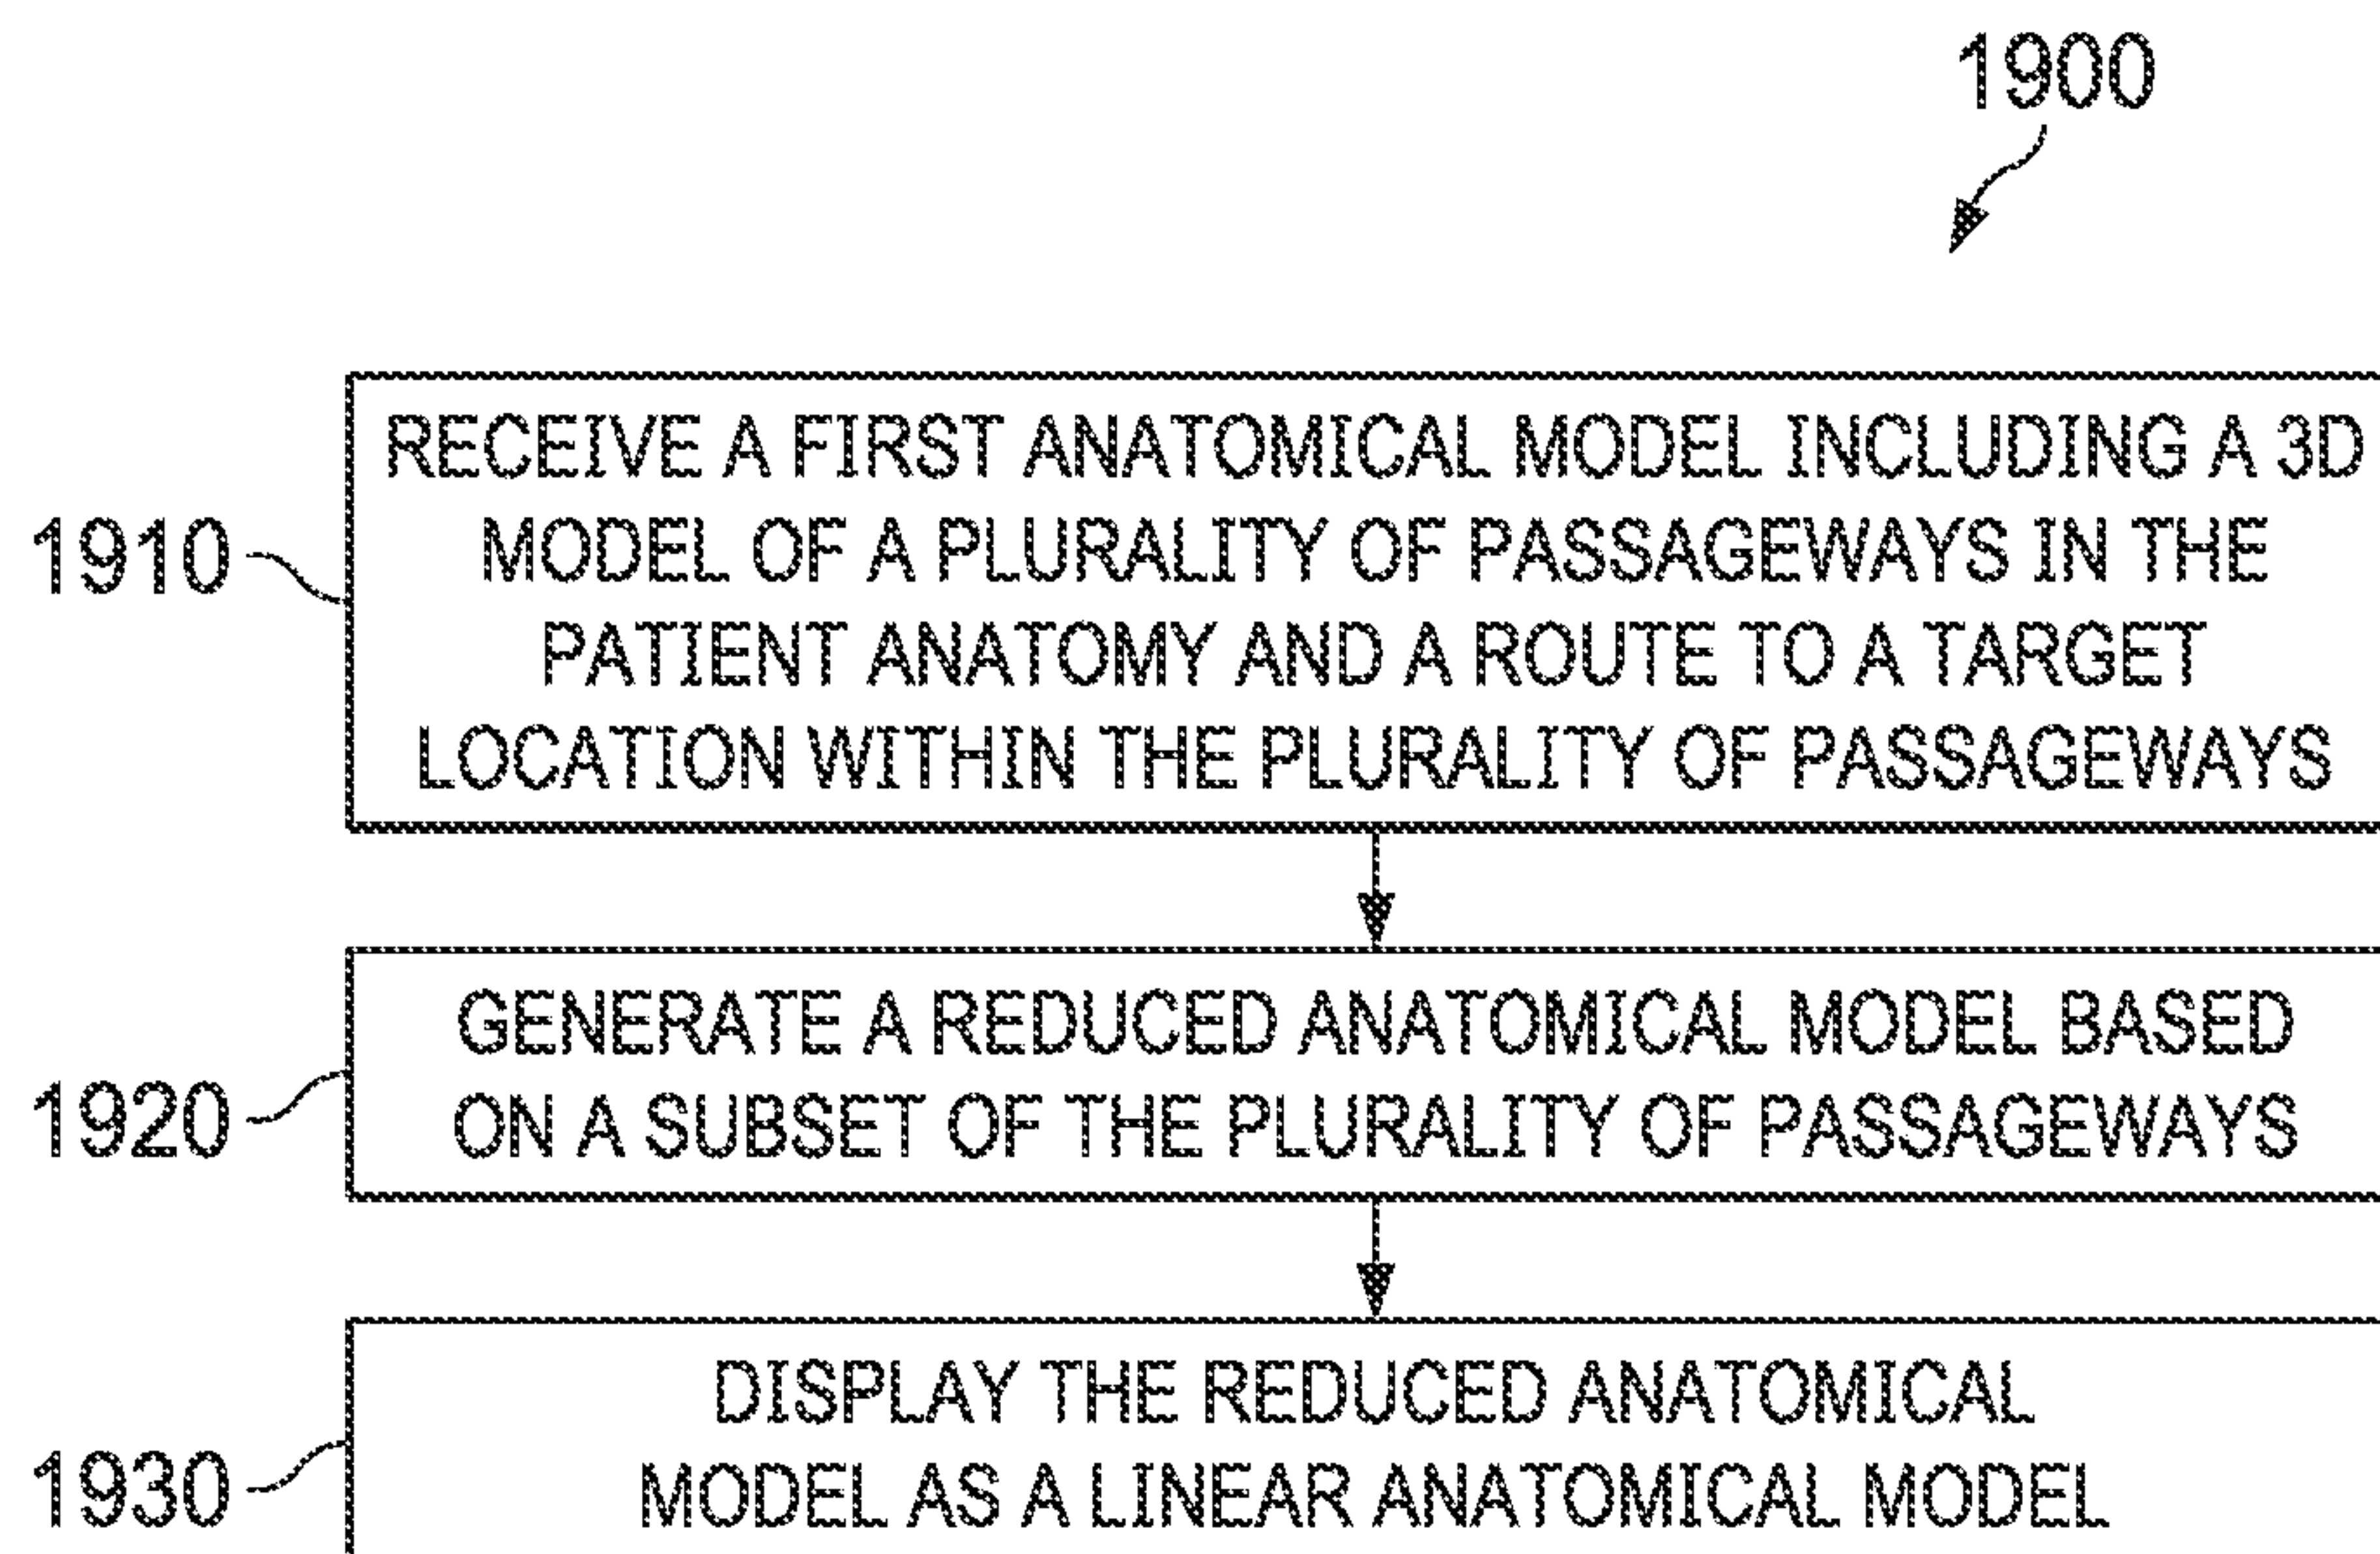 1900
RECEIVE A FIRST ANATOMICAL MODEL INCLUDING A 3D
1910
MODEL OF A PLURALITY OF PASSAGEWAYS IN THE
PATIENT ANATOMY AND A ROUTE TO A TARGET
LOCATION WITHIN THE PLURALITY OF PASSAGEWAYS
GENERATE A REDUCED ANATOMICAL MODEL BASED
1920
ON A SUBSET OF THE PLURALITY OF PASSAGEWAYS
DISPLAY THE REDUCED ANATOMICAL
1930
MODEL AS A LINEAR ANATOMICAL MODEL